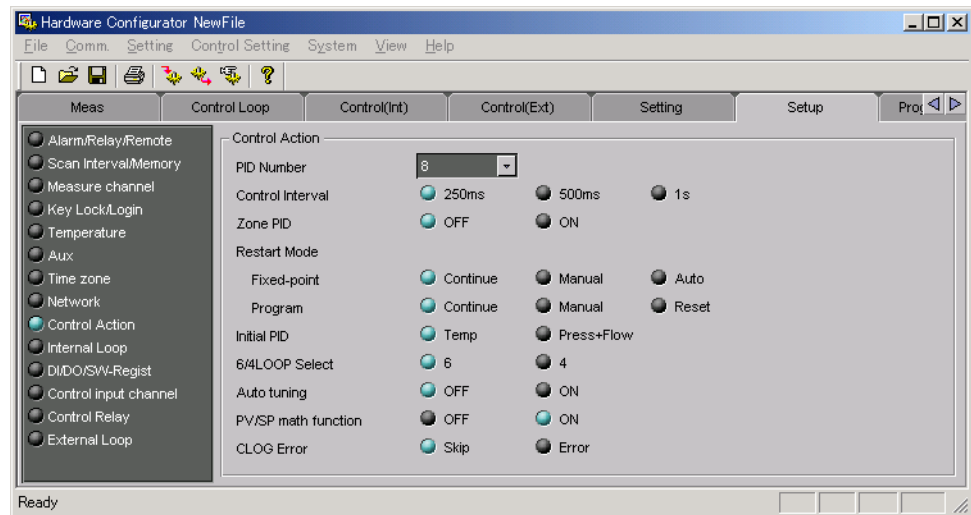 Hardware Configurator NewFile
File Comm. Setting Control Setting System View Help
Meas Control Loop Control(Int) Control(Ext) Setting Setup
Alarm/Relay/Remote
Scan Interval/Memory
Measure channel
Key Lock/Login
Temperature
Aux
Time zone
Network
Control Action
Internal Loop
DI/DO/SW-Regist
Control input channel
Control Relay
External Loop
Control Action
PID Number 8
Control Interval 250ms 500ms 1s
Zone PID OFF ON
Restart Mode
Fixed-point Continue Manual Auto
Program Continue Manual Reset
Initial PID Temp Press+Flow
6/4LOOP Select 6 4
Auto tuning OFF ON
PV/SP math function OFF ON
CLOG Error Skip Error
Ready